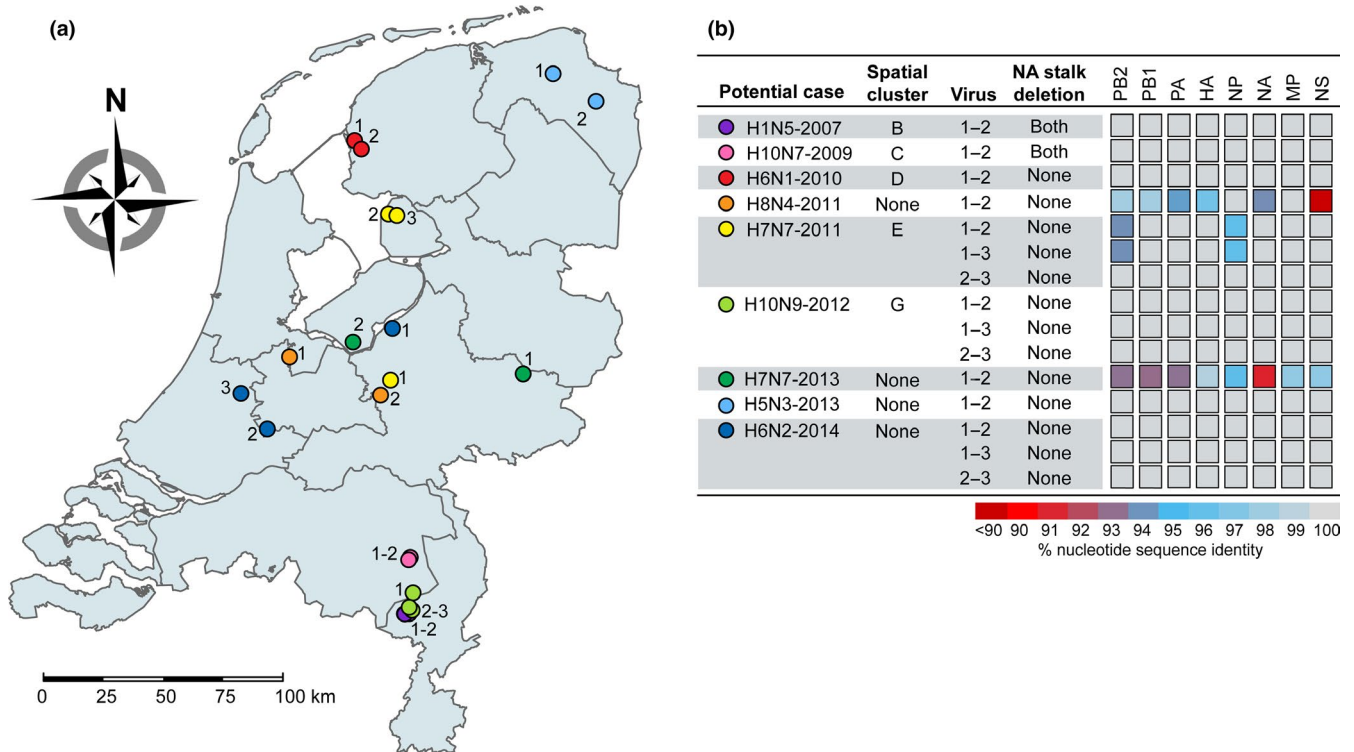 (a)
N
1
2
1
2
2
3
2
1
1
1
3
1
2
2
1-2
1
2-3
1-2
0 25 50 75 100 km
(b)
Potential case Spatial cluster Virus NA stalk deletion PB2 PB1 PA HA NP NA MP NS
H1N5-2007 B 1–2 Both
H10N7-2009 C 1–2 Both
H6N1-2010 D 1–2 None
H8N4-2011 None 1–2 None
H7N7-2011 E 1–2 None
1–3 None
2–3 None
H10N9-2012 G 1–2 None
1–3 None
2–3 None
H7N7-2013 None 1–2 None
H5N3-2013 None 1–2 None
H6N2-2014 None 1–2 None
1–3 None
2–3 None
<90 90 91 92 93 94 95 96 97 98 99 100
% nucleotide sequence identity